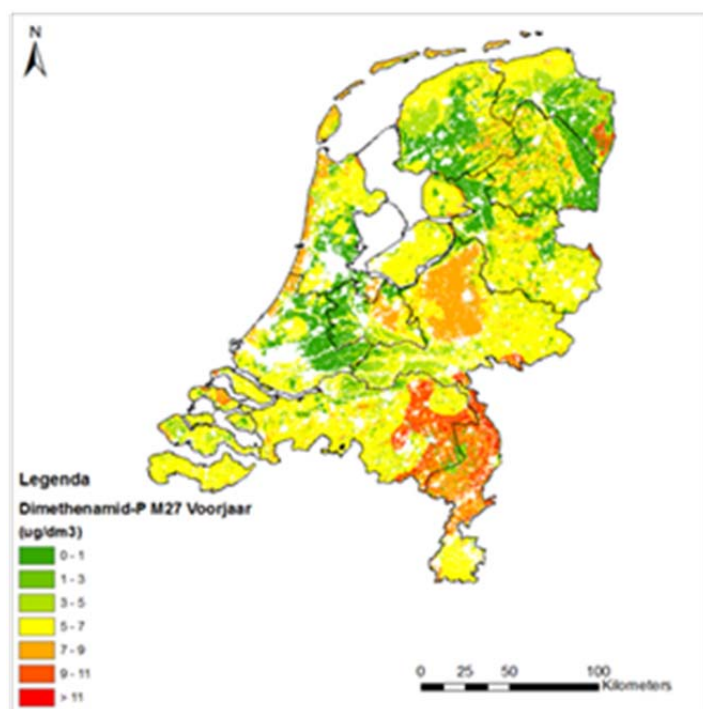 N
Legenda
Dimethenamid-P M27 Voorjaar
(ug/dm3)
0 - 1
1 - 3
3 - 5
5 - 7
7 - 9
9 - 11
> 11
0 25 50 100
Kilometers